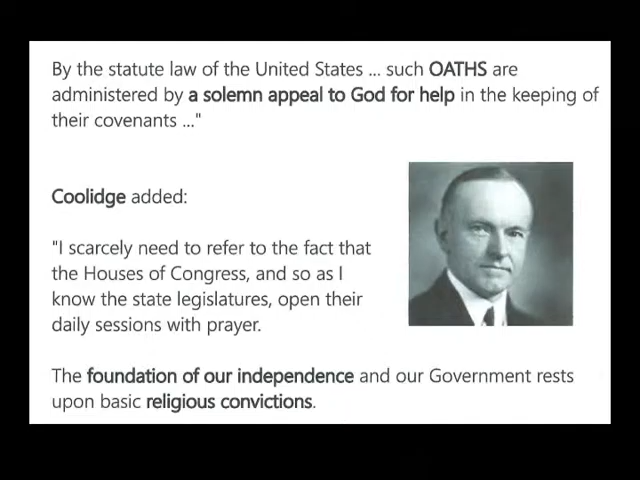 By the statute law of the United States ... such OATHS are
administered by a solemn appeal to God for help in the keeping of
their covenants ..."
Coolidge added:
"I scarcely need to refer to the fact that
the Houses of Congress, and so as I
know the state legislatures, open their
daily sessions with prayer.
The foundation of our independence and our Government rests
upon basic religious convictions.